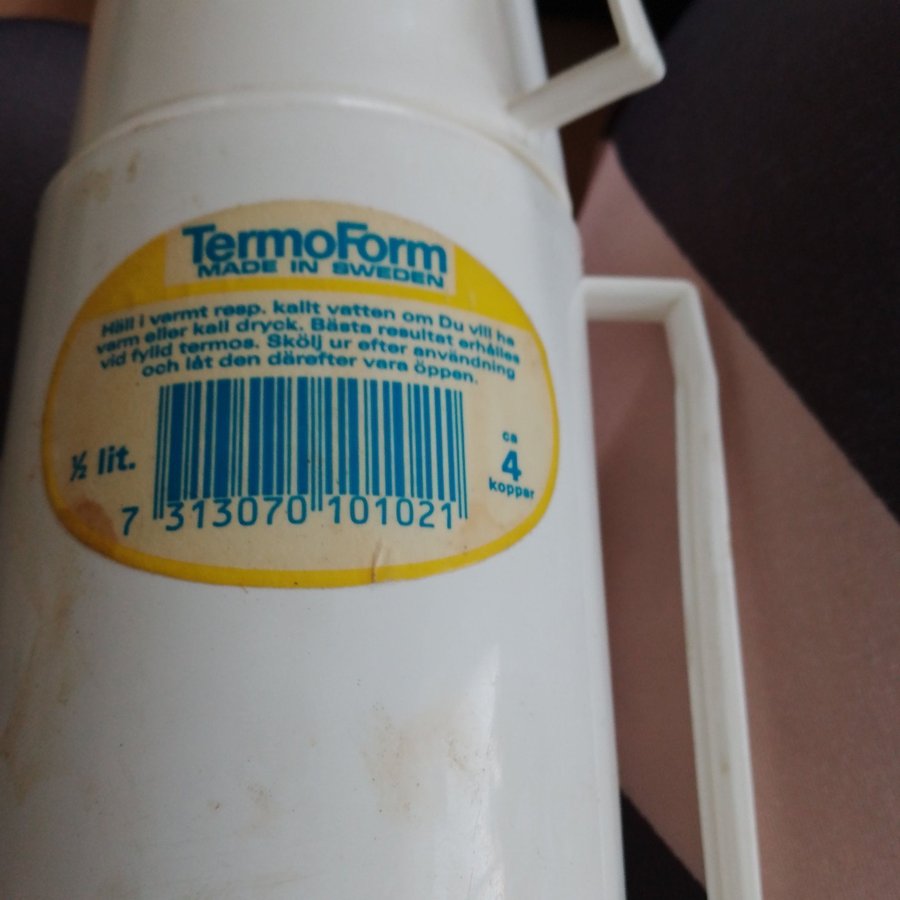 TermoForm
MADE IN SWEDEN
Häll i varmt resp. kallt vatten om Du vill ha
varm eller kall dryck. Bästa resultat erhålles
vid fylld termos. Skölj ur efter användning
och låt den därefter vara öppen.
½ lit.
ca
4
koppar
7 313070 101021